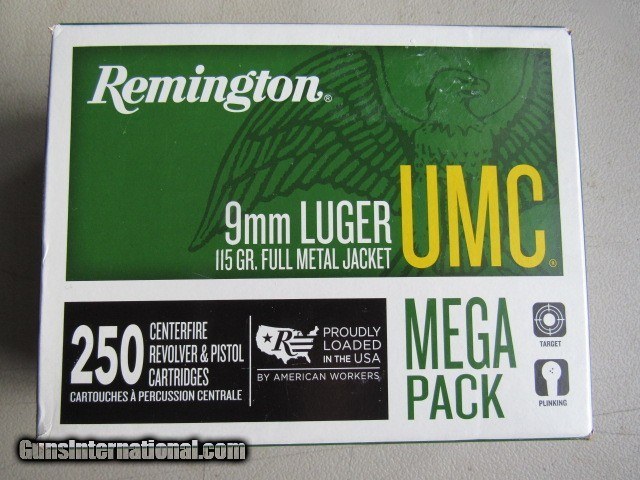 Remington®
9mm LUGER
115 GR. FULL METAL JACKET
UMC®
250
CENTERFIRE
REVOLVER & PISTOL
CARTRIDGES
CARTOUCHES À PERCUSSION CENTRALE
R
PROUDLY
LOADED
IN THE USA
BY AMERICAN WORKERS
MEGA
PACK
TARGET
PLINKING
GunsInternational.com